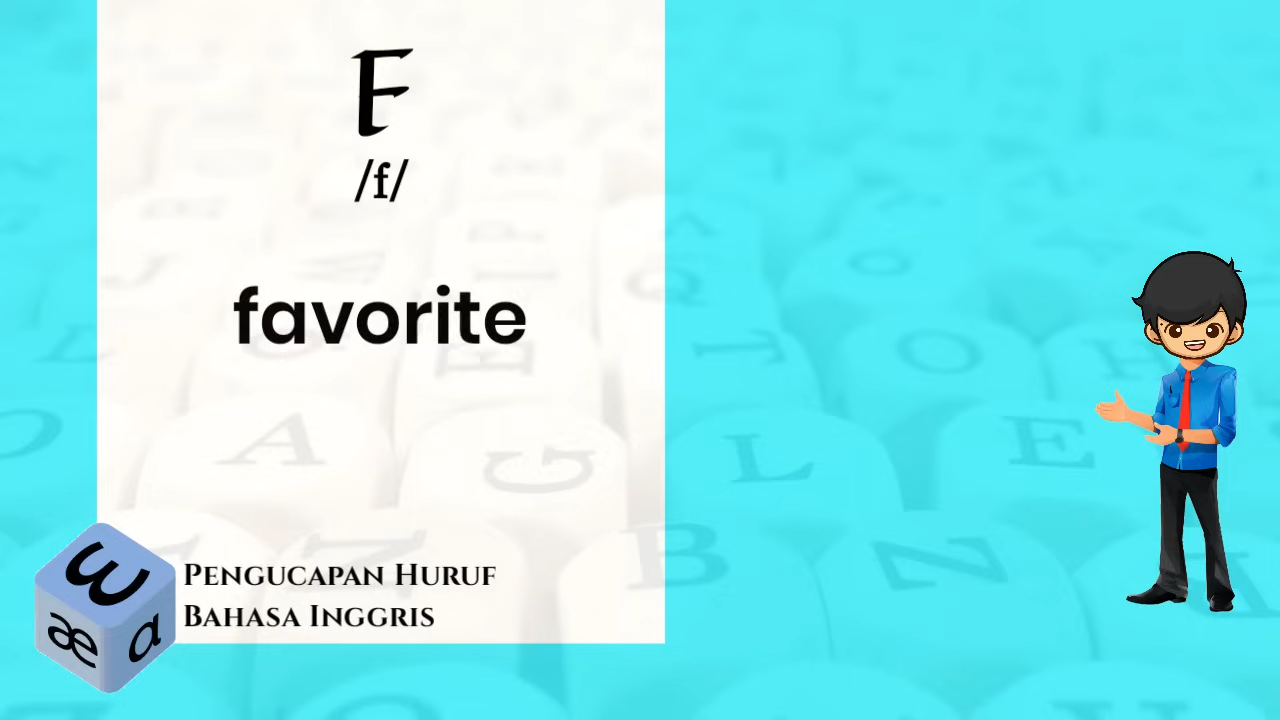 F
/f/
favorite
Pengucapan Huruf
Bahasa Inggris
ω
æ
ɑ